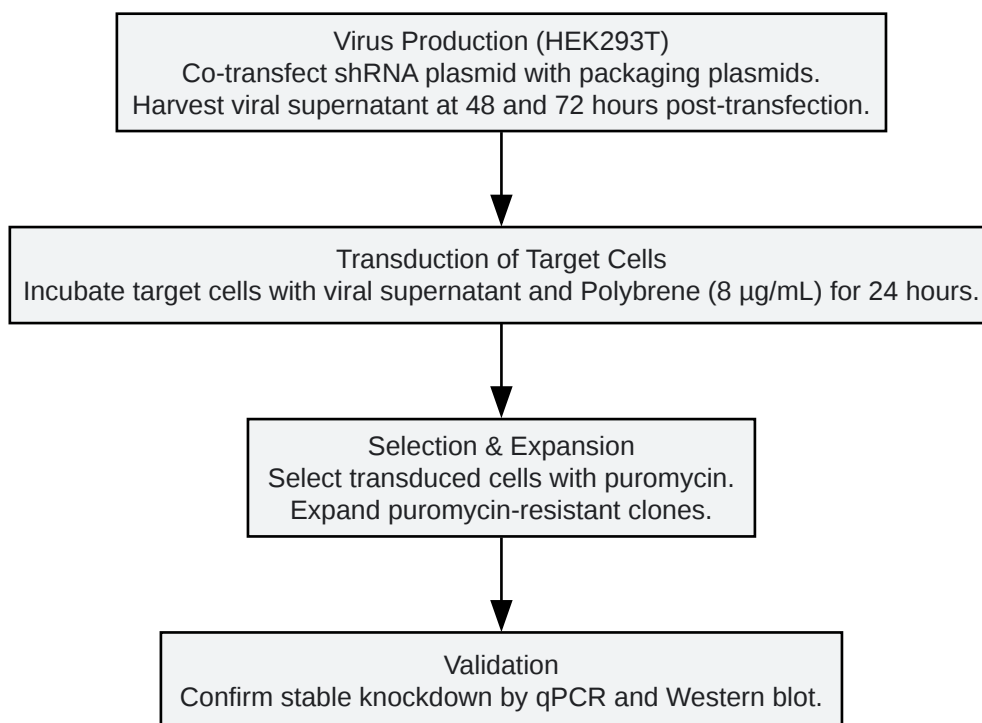 Virus Production (HEK293T)
Co-transfect shRNA plasmid with packaging plasmids.
Harvest viral supernatant at 48 and 72 hours post-transfection.
Transduction of Target Cells
Incubate target cells with viral supernatant and Polybrene (8 µg/mL) for 24 hours.
Selection & Expansion
Select transduced cells with puromycin.
Expand puromycin-resistant clones.
Validation
Confirm stable knockdown by qPCR and Western blot.